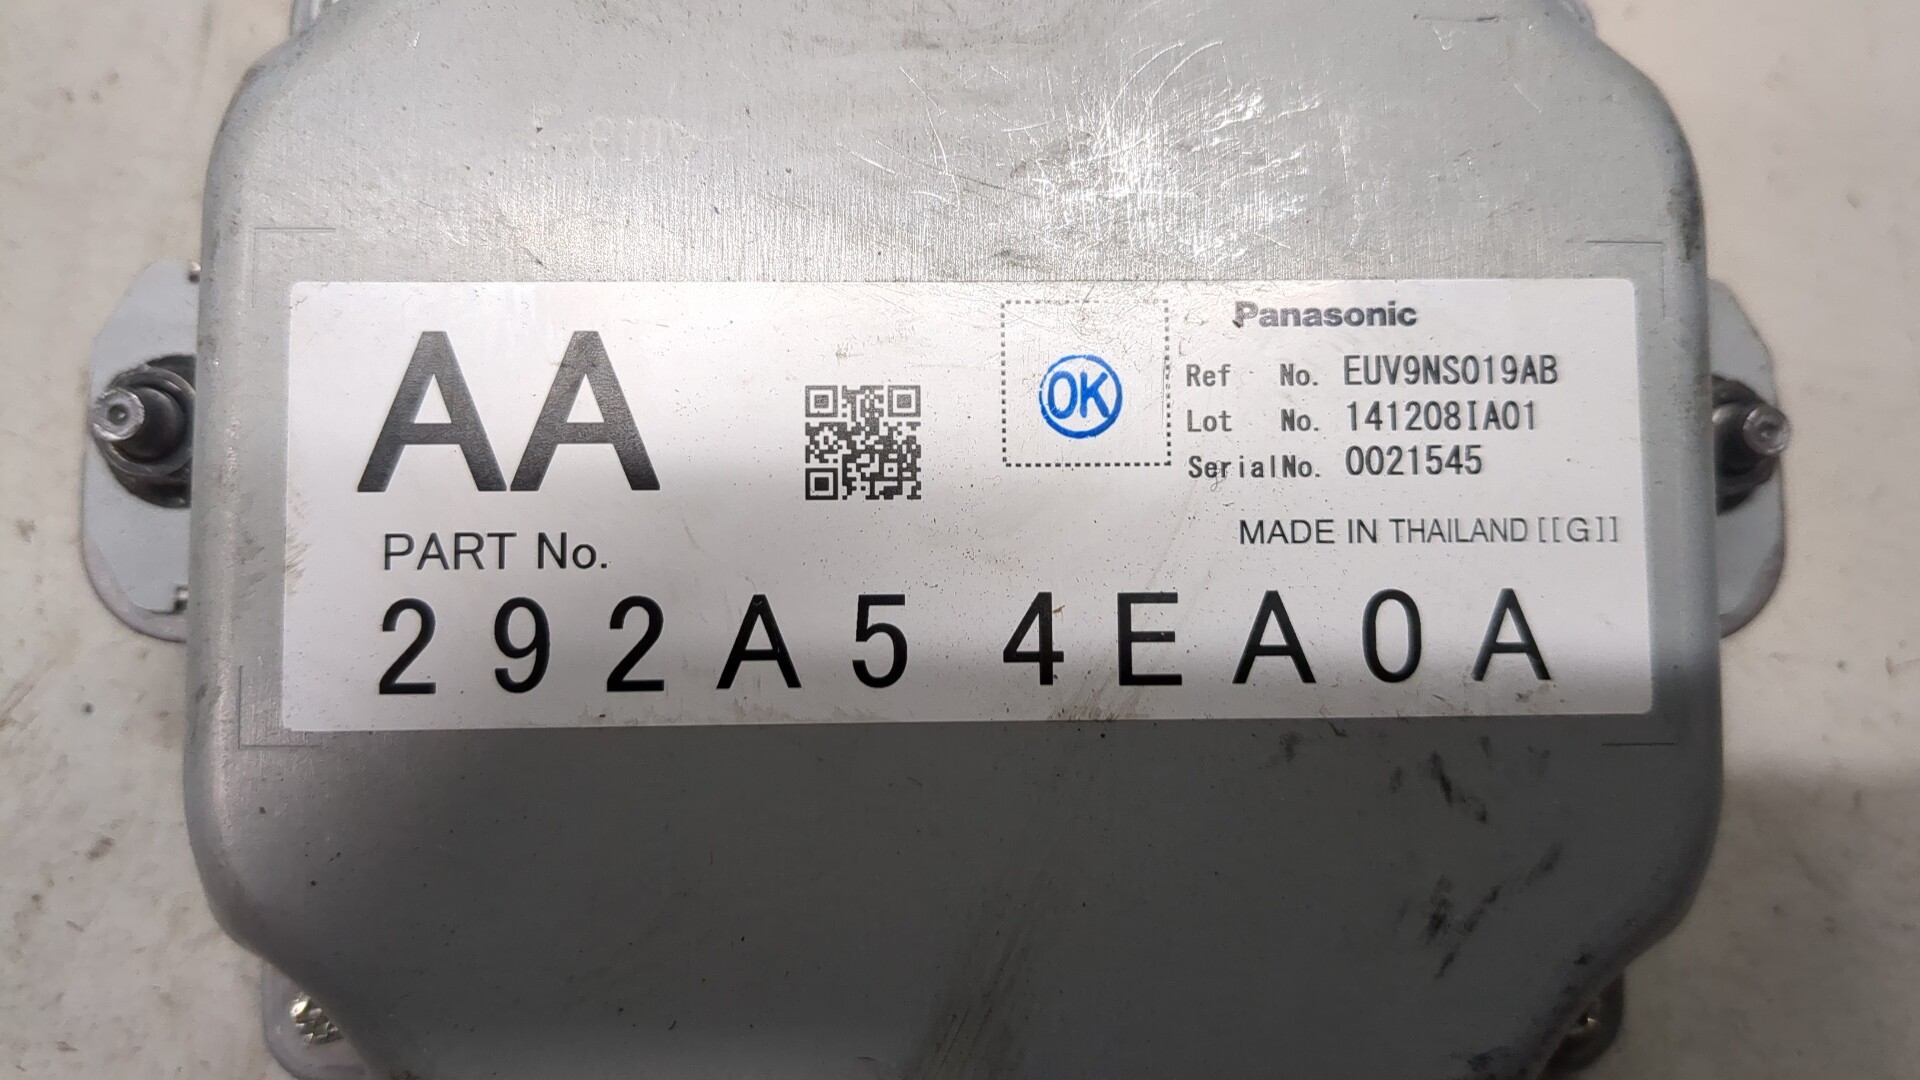 AA
OK
Panasonic
Ref No. EUV9NS019AB
Lot No. 141208IA01
SerialNo. 0021545
MADE IN THAILAND [[G]]
PART No.
292A5 4EA0A